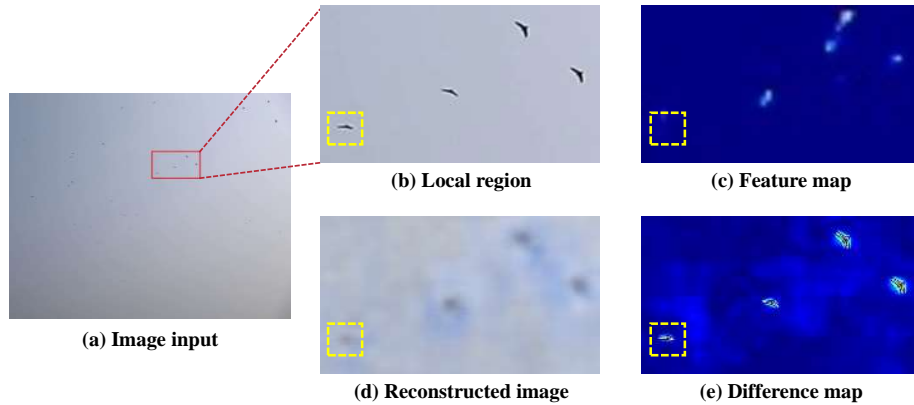 (b) Local region
(c) Feature map
(a) Image input
(d) Reconstructed image
(e) Difference map